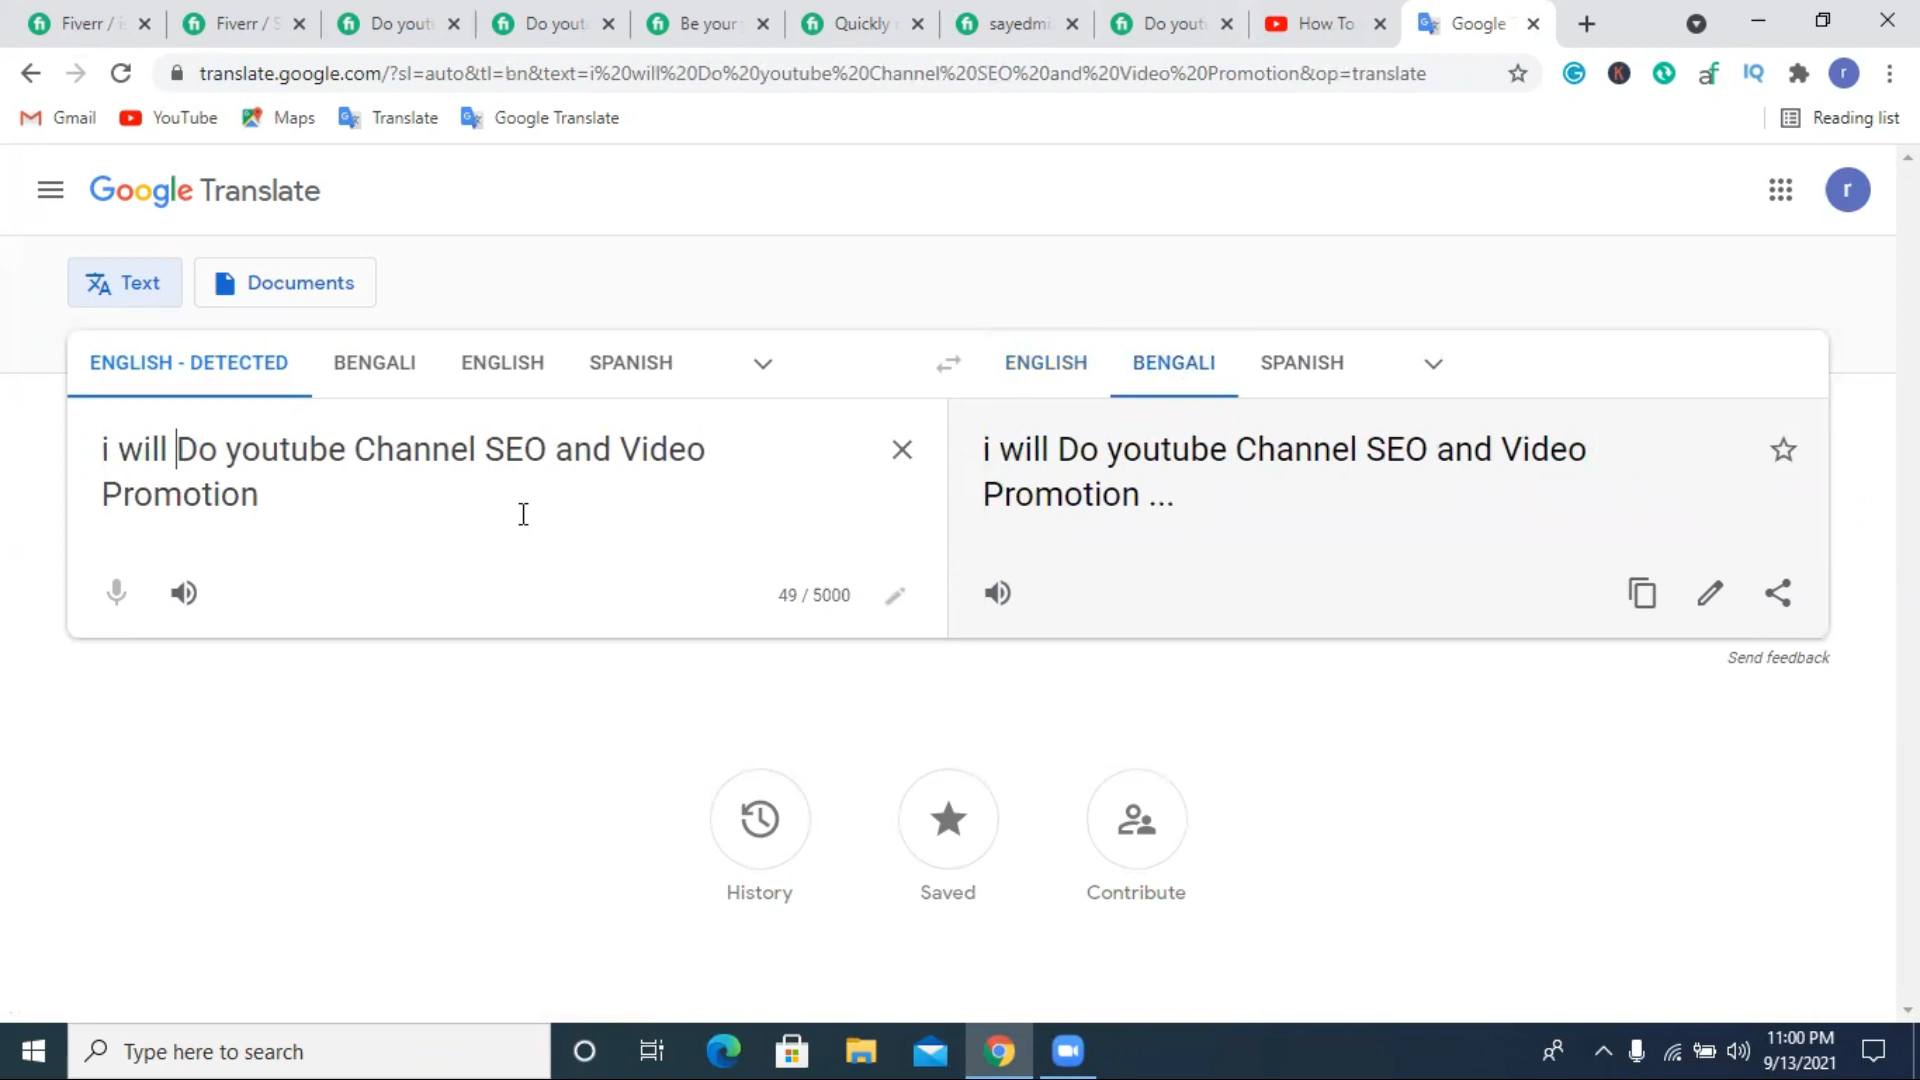 Fiverr / i
Fiverr / S
Do yout
Do yout
Be your
Quickly
sayedmi
Do yout
How To
Google
translate.google.com/?sl=auto&tl=bn&text=i%20will%20Do%20youtube%20Channel%20SEO%20and%20Video%20Promotion&op=translate
K
af
IQ
r
Gmail
YouTube
Maps
Translate
Google Translate
Reading list
Google Translate
r
Text
Documents
ENGLISH - DETECTED
BENGALI
ENGLISH
SPANISH
ENGLISH
BENGALI
SPANISH
i will Do youtube Channel SEO and Video
Promotion
i will Do youtube Channel SEO and Video
Promotion ...
49 / 5000
Send feedback
History
Saved
Contribute
Type here to search
11:00 PM
9/13/2021